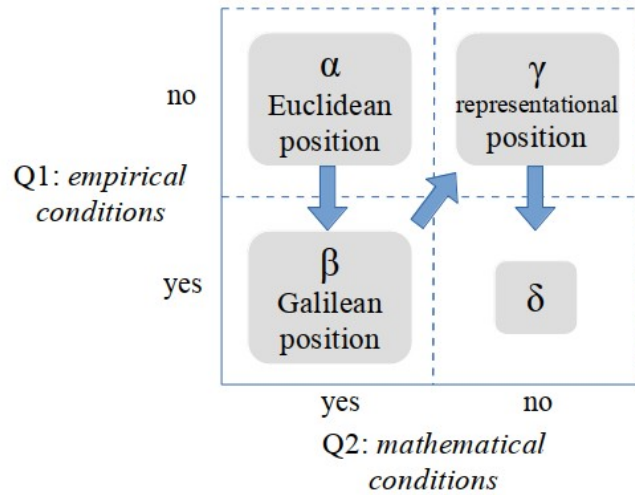 α
Euclidean
position
γ
representational
position
no
Q1: empirical
conditions
β
Galilean
position
δ
yes
yes
no
Q2: mathematical
conditions